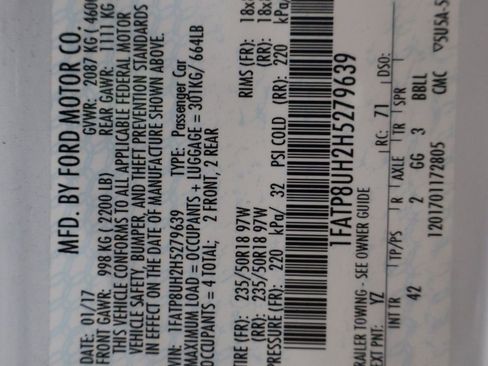 MFD. BY FORD MOTOR CO.
DATE: 01/17 GVWR: 2087 KG ( 460
FRONT GAWR: 998 KG ( 2200 LB) REAR GAWR: 1111 KG
THIS VEHICLE CONFORMS TO ALL APPLICABLE FEDERAL MOTOR
VEHICLE SAFETY, BUMPER, AND THEFT PREVENTION STANDARDS
IN EFFECT ON THE DATE OF MANUFACTURE SHOWN ABOVE.
VIN: 1FATP8UH2H5279639 TYPE: Passenger Car
MAXIMUM LOAD = OCCUPANTS + LUGGAGE = 301KG/ 664LB
OCCUPANTS = 4 TOTAL; 2 FRONT, 2 REAR
TIRE (FR): 235/50R18 97W RIMS (FR): 18x
(RR): 235/50R18 97W (RR): 18x
PRESSURE (FR): 220 kPa/ 32 PSI COLD (RR): 220 kPa/
1FATP8UH2H5279639
TRAILER TOWING - SEE OWNER GUIDE
EXT PNT: YZ RC: 71 DSO:
INT TR TP/PS R AXLE TR SPR
42 2 GG 3 BBLL
12017011172805 CMC